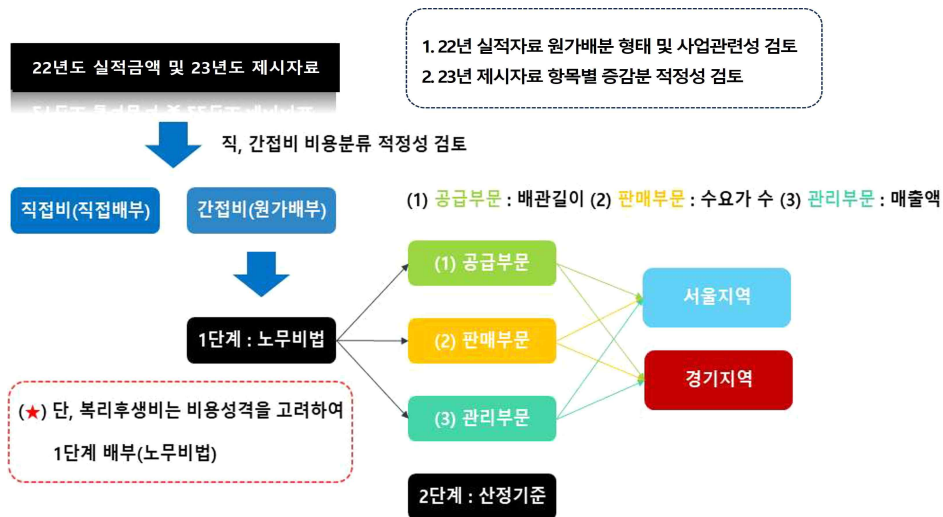 22년도 실적금액 및 23년도 제시자료
1. 22년 실적자료 원가배분 형태 및 사업관련성 검토
2. 23년 제시자료 항목별 증감분 적정성 검토
직, 간접비 비용분류 적정성 검토
직접비(직접배부)
간접비(원가배부)
(1) 공급부문 : 배관길이 (2) 판매부문 : 수요가 수 (3) 관리부문 : 매출액
(1) 공급부문
서울지역
1단계 : 노무비법
(2) 판매부문
경기지역
(★) 단, 복리후생비는 비용성격을 고려하여
1단계 배부(노무비법)
(3) 관리부문
2단계 : 산정기준